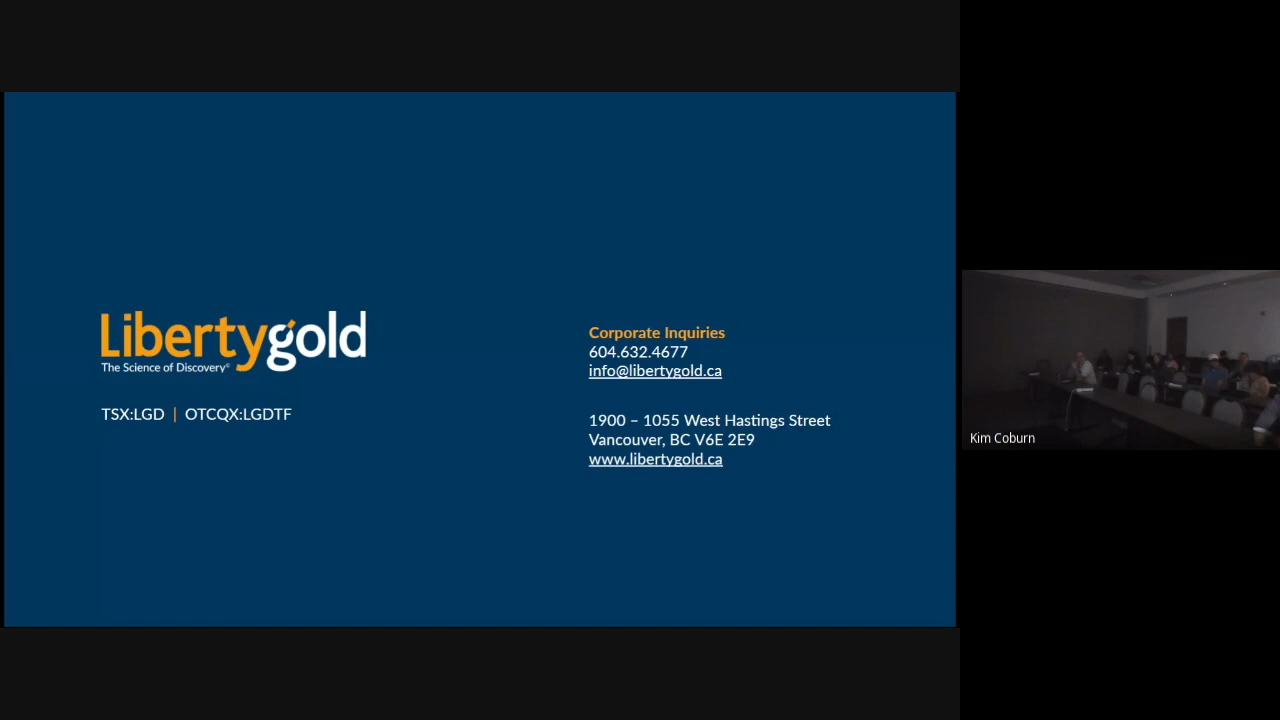 Libertygold
The Science of Discovery®
TSX:LGD | OTCQX:LGDTF
Corporate Inquiries
604.632.4677
info@libertygold.ca
1900 – 1055 West Hastings Street
Vancouver, BC V6E 2E9
www.libertygold.ca
Kim Coburn